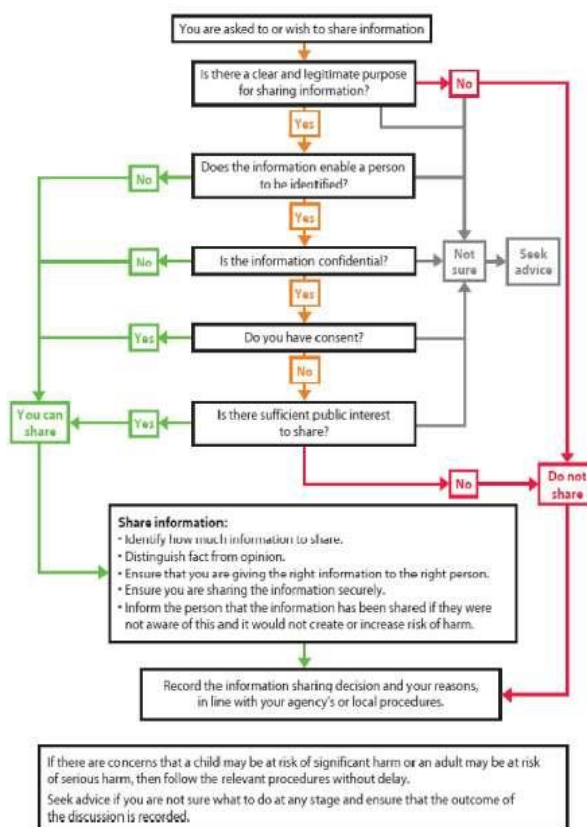 You are asked to or wish to share information
Is there a clear and legitimate purpose
for sharing information?
No
Yes
Does the information enable a person
to be identified?
No
Yes
Is the information confidential?
No
Not
sure
Seek
advice
Yes
Do you have consent?
Yes
No
You can
share
Yes
Is there sufficient public interest
to share?
No
Do not
share
Share information:
• Identify how much information to share.
• Distinguish fact from opinion.
• Ensure that you are giving the right information to the right person.
• Ensure you are sharing the information securely.
• Inform the person that the information has been shared if they were
not aware of this and it would not create or increase risk of harm.
Record the information sharing decision and your reasons,
in line with your agency's or local procedures.
If there are concerns that a child may be at risk of significant harm or an adult may be at risk
of serious harm, then follow the relevant procedures without delay.
Seek advice if you are not sure what to do at any stage and ensure that the outcome of
the discussion is recorded.